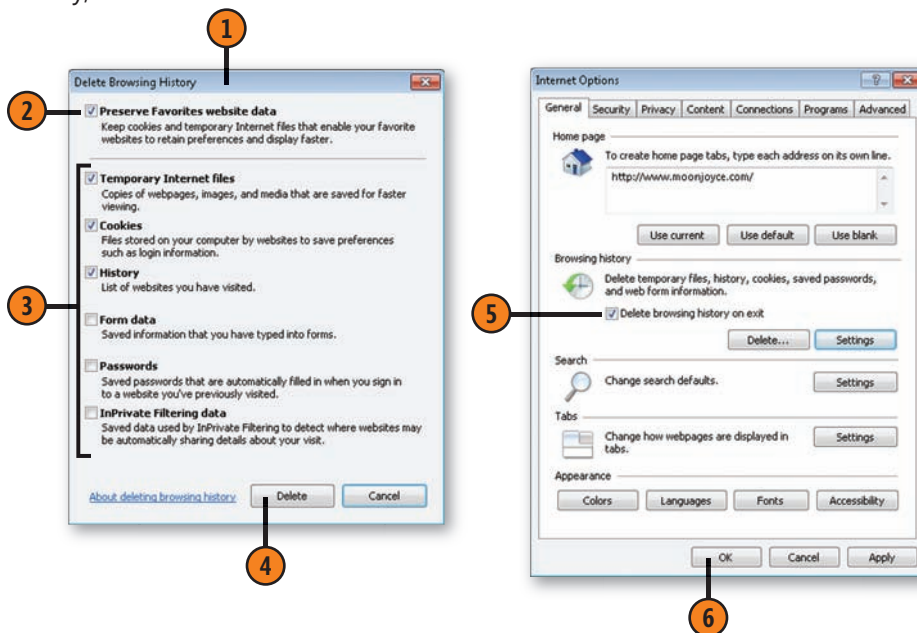 1
Delete Browsing History
2
Preserve Favorites website data
Keep cookies and temporary Internet files that enable your favorite
websites to retain preferences and display faster.
3
Temporary Internet files
Copies of webpages, images, and media that are saved for faster
viewing.
Cookies
Files stored on your computer by websites to save preferences
such as login information.
History
List of websites you have visited.
Form data
Saved information that you have typed into forms.
Passwords
Saved passwords that are automatically filled in when you sign in
to a website you've previously visited.
InPrivate Filtering data
Saved data used by InPrivate Filtering to detect where websites may
be automatically sharing details about your visit.
About deleting browsing history
Delete
Cancel
4
Internet Options
General Security Privacy Content Connections Programs Advanced
Home page
To create home page tabs, type each address on its own line.
http://www.moonjoyce.com/
Use current Use default Use blank
Browsing history
Delete temporary files, history, cookies, saved passwords,
and web form information.
5
Delete browsing history on exit
Delete... Settings
Search
Change search defaults.
Settings
Tabs
Change how webpages are displayed in
tabs.
Settings
Appearance
Colors Languages Fonts Accessibility
OK Cancel Apply
6